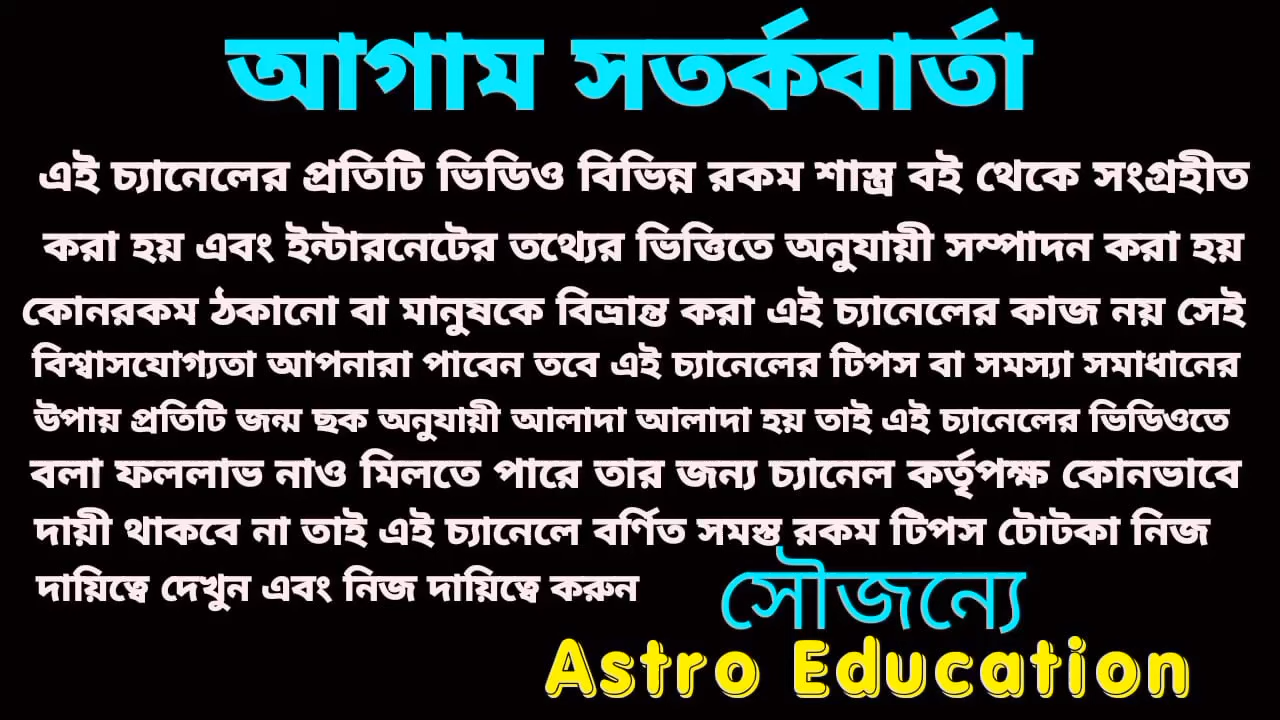 আগাম সতর্কবার্তা
এই চ্যানেলের প্রতিটি ভিডিও বিভিন্ন রকম শাস্ত্র বই থেকে সংগ্রহীত
করা হয় এবং ইন্টারনেটের তথ্যের ভিত্তিতে অনুযায়ী সম্পাদন করা হয়
কোনরকম ঠকানো বা মানুষকে বিভ্রান্ত করা এই চ্যানেলের কাজ নয় সেই
বিশ্বাসযোগ্যতা আপনারা পাবেন তবে এই চ্যানেলের টিপস বা সমস্যা সমাধানের
উপায় প্রতিটি জন্ম ছক অনুযায়ী আলাদা আলাদা হয় তাই এই চ্যানেলের ভিডিওতে
বলা ফললাভ নাও মিলতে পারে তার জন্য চ্যানেল কর্তৃপক্ষ কোনভাবে
দায়ী থাকবে না তাই এই চ্যানেলে বর্ণিত সমস্ত রকম টিপস টোটকা নিজ
দায়িত্বে দেখুন এবং নিজ দায়িত্বে করুন
সৌজন্যে
Astro Education